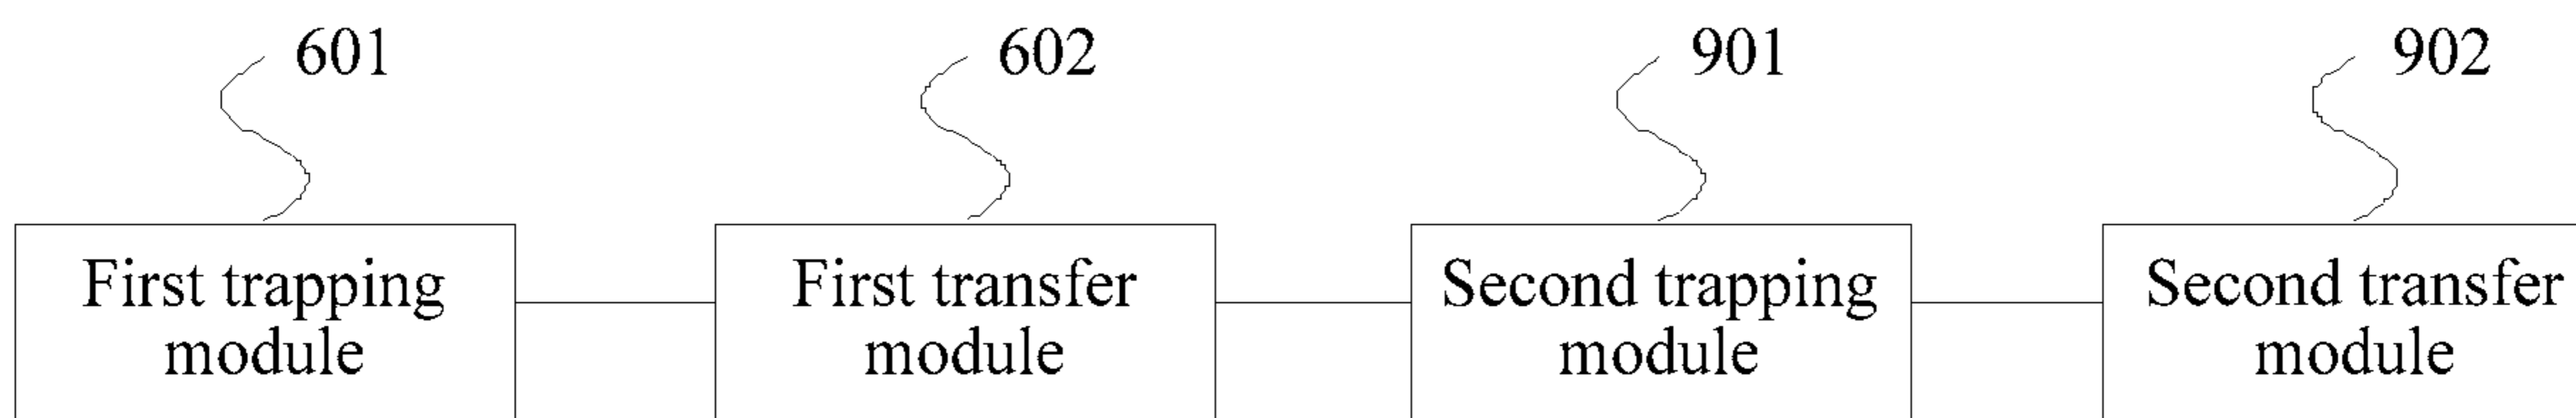 601
602
901
902
First trapping
module
First transfer
module
Second trapping
module
Second transfer
module